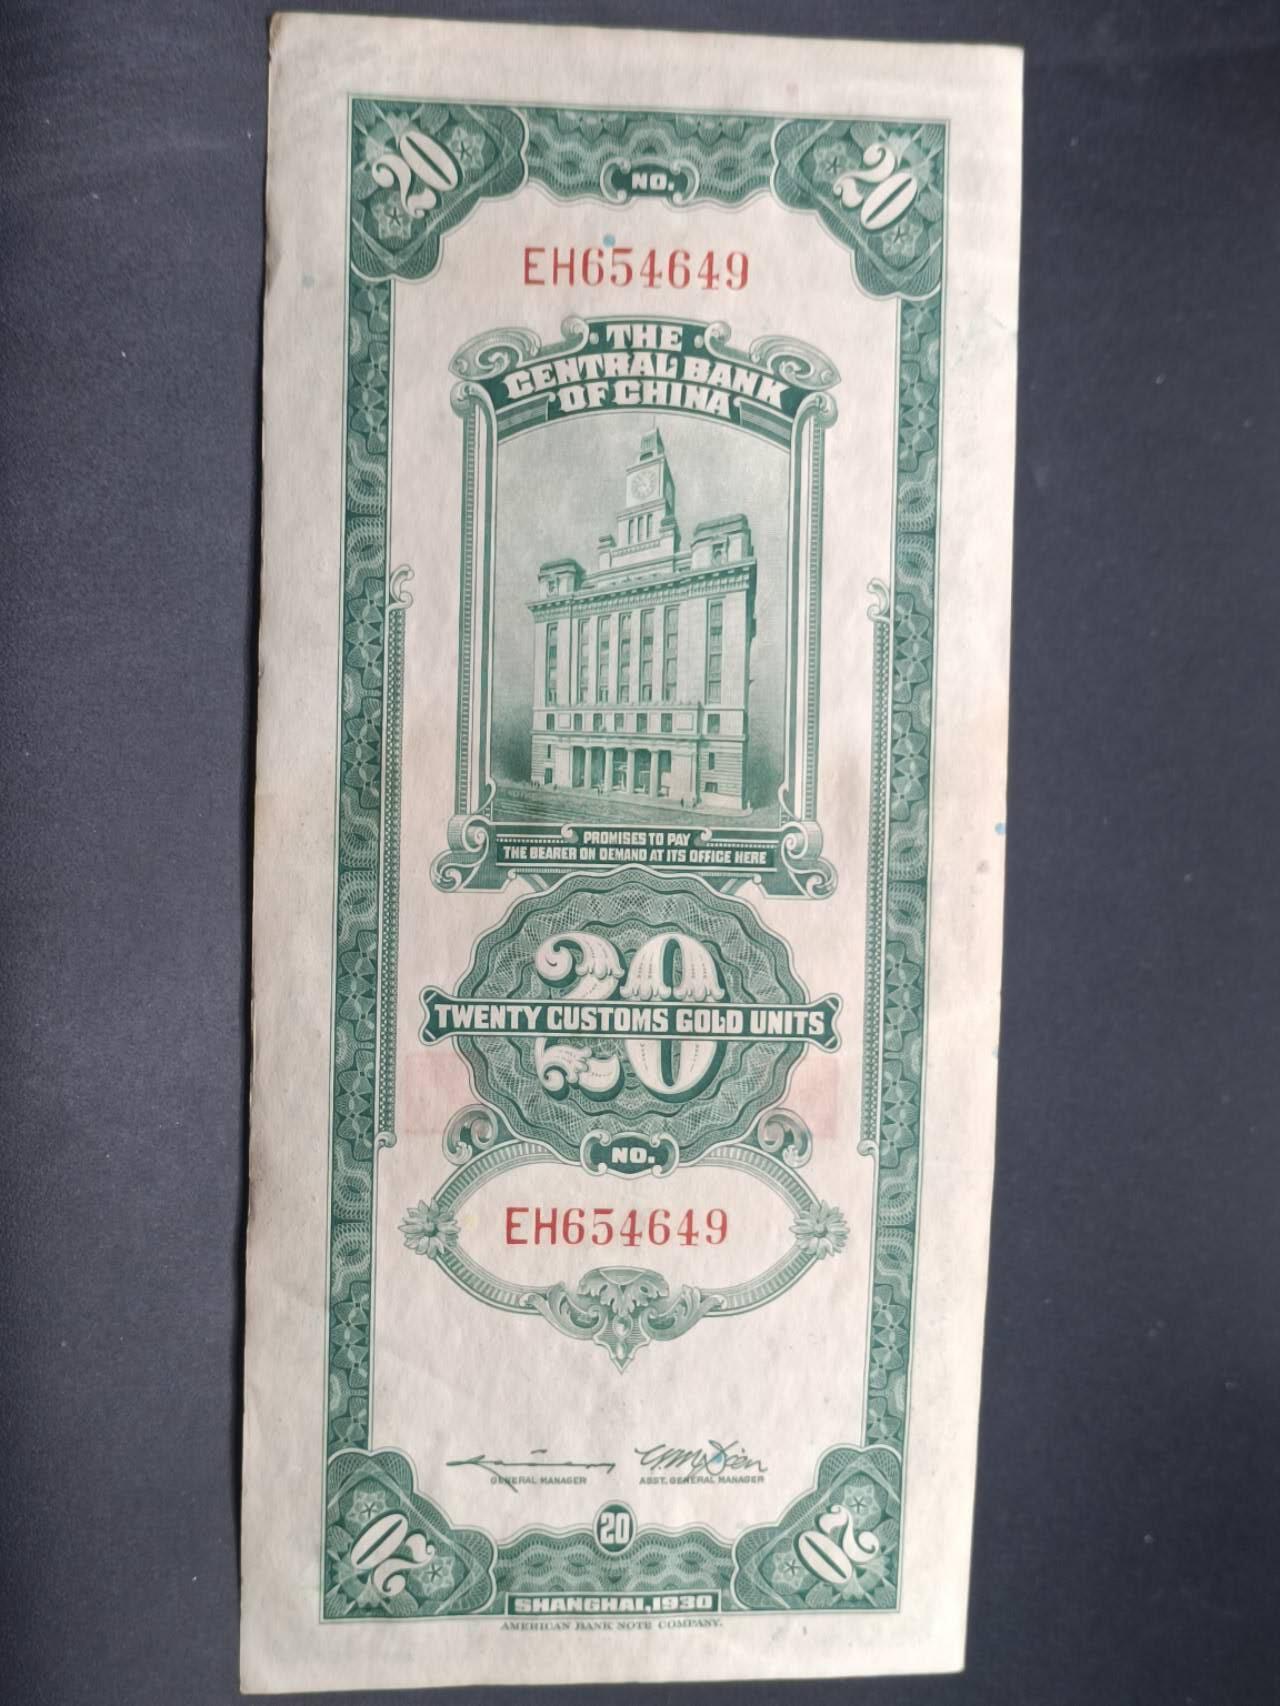 20
NO.
20
EH654649
THE
CENTRAL BANK
OF CHINA
PROMISES TO PAY
THE BEARER ON DEMAND AT ITS OFFICE HERE
20
TWENTY CUSTOMS GOLD UNITS
NO.
EH654649
GENERAL MANAGER
ASST. GENERAL MANAGER
20
20
20
SHANGHAI, 1930
AMERICAN BANK NOTE COMPANY.